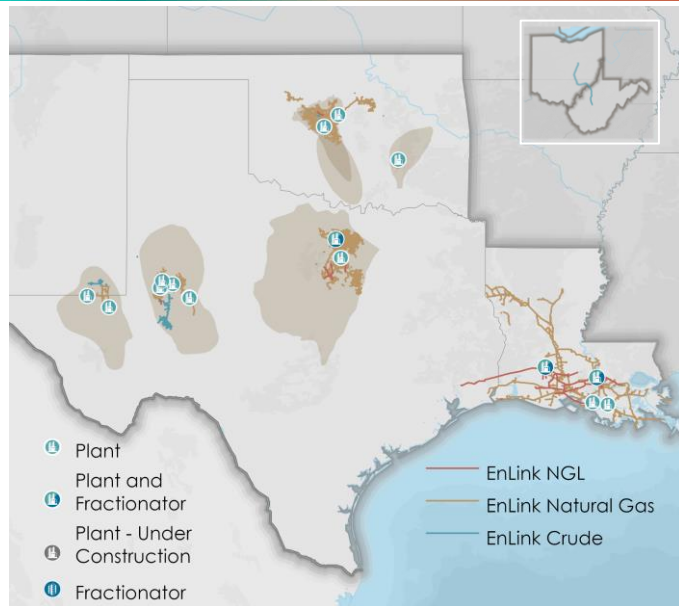 Plant
Plant and
Fractionator
Plant - Under
Construction
Fractionator
EnLink NGL
EnLink Natural Gas
EnLink Crude